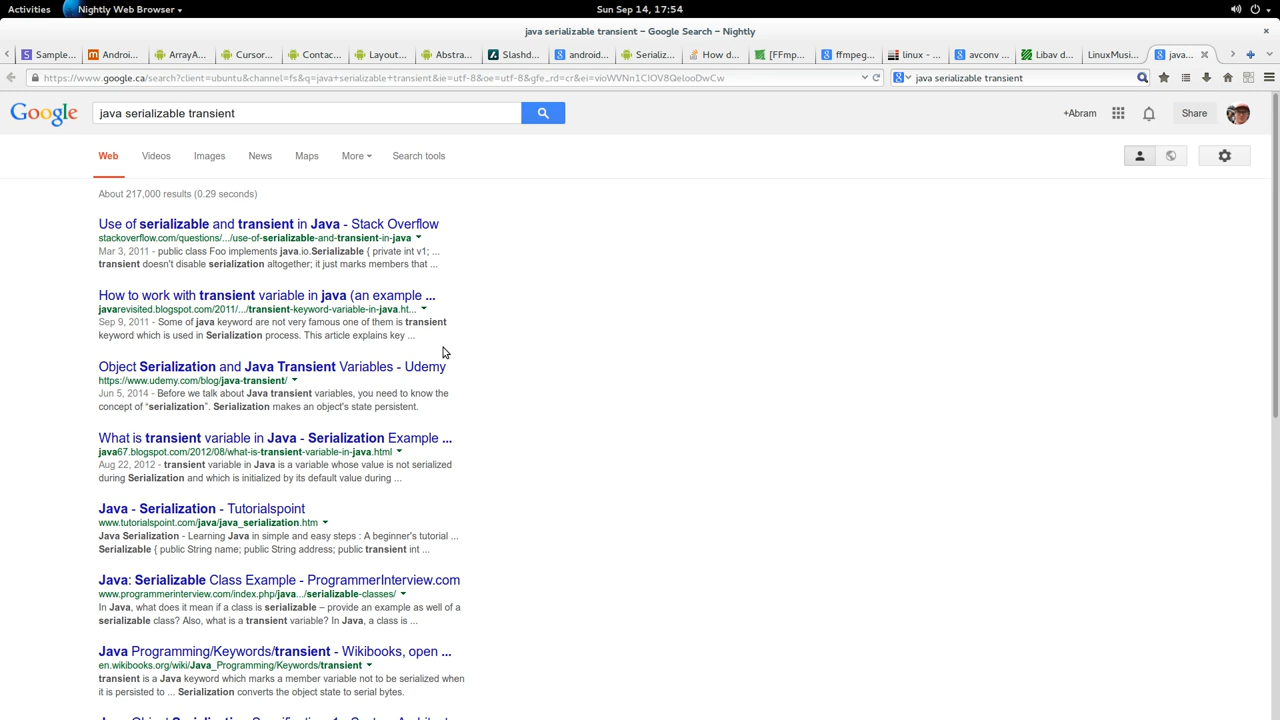 Activities Nightly Web Browser Sun Sep 14, 17:54
java serializable transient – Google Search – Nightly
Sample... Androi... ArrayA... Cursor... Contac... Layout... Abstra... Slashd... android... Serializ... How d... [FFmp... ffmpeg... linux - ... avconv ... Libav d... LinuxMusi... java...
https://www.google.ca/search?client=ubuntu&channel=fs&q=java+serializable+transient&ie=utf-8&oe=utf-8&gfe_rd=cr&ei=vioWVNn1CIOV8QeIooDwCw java serializable transient
Google java serializable transient +Abram Share
Web Videos Images News Maps More Search tools
About 217,000 results (0.29 seconds)
Use of serializable and transient in Java - Stack Overflow
stackoverflow.com/questions/.../use-of-serializable-and-transient-in-java
Mar 3, 2011 - public class Foo implements java.io.Serializable { private int v1; ...
transient doesn't disable serialization altogether; it just marks members that ...
How to work with transient variable in java (an example ...
javarevisited.blogspot.com/2011/.../transient-keyword-variable-in-java.ht...
Sep 9, 2011 - Some of java keyword are not very famous one of them is transient
keyword which is used in Serialization process. This article explains key ...
Object Serialization and Java Transient Variables - Udemy
https://www.udemy.com/blog/java-transient/
Jun 5, 2014 - Before we talk about Java transient variables, you need to know the
concept of “serialization”. Serialization makes an object's state persistent.
What is transient variable in Java - Serialization Example ...
java67.blogspot.com/2012/08/what-is-transient-variable-in-java.html
Aug 22, 2012 - transient variable in Java is a variable whose value is not serialized
during Serialization and which is initialized by its default value during ...
Java - Serialization - Tutorialspoint
www.tutorialspoint.com/java/java_serialization.htm
Java Serialization - Learning Java in simple and easy steps : A beginner's tutorial ...
Serializable { public String name; public String address; public transient int ...
Java: Serializable Class Example - ProgrammerInterview.com
www.programmerinterview.com/index.php/java.../serializable-classes/
In Java, what does it mean if a class is serializable – provide an example as well of a
serializable class? Also, what is a transient variable? In Java, a class is ...
Java Programming/Keywords/transient - Wikibooks, open ...
en.wikibooks.org/wiki/Java_Programming/Keywords/transient
transient is a Java keyword which marks a member variable not to be serialized when
it is persisted to ... Serialization converts the object state to serial bytes.